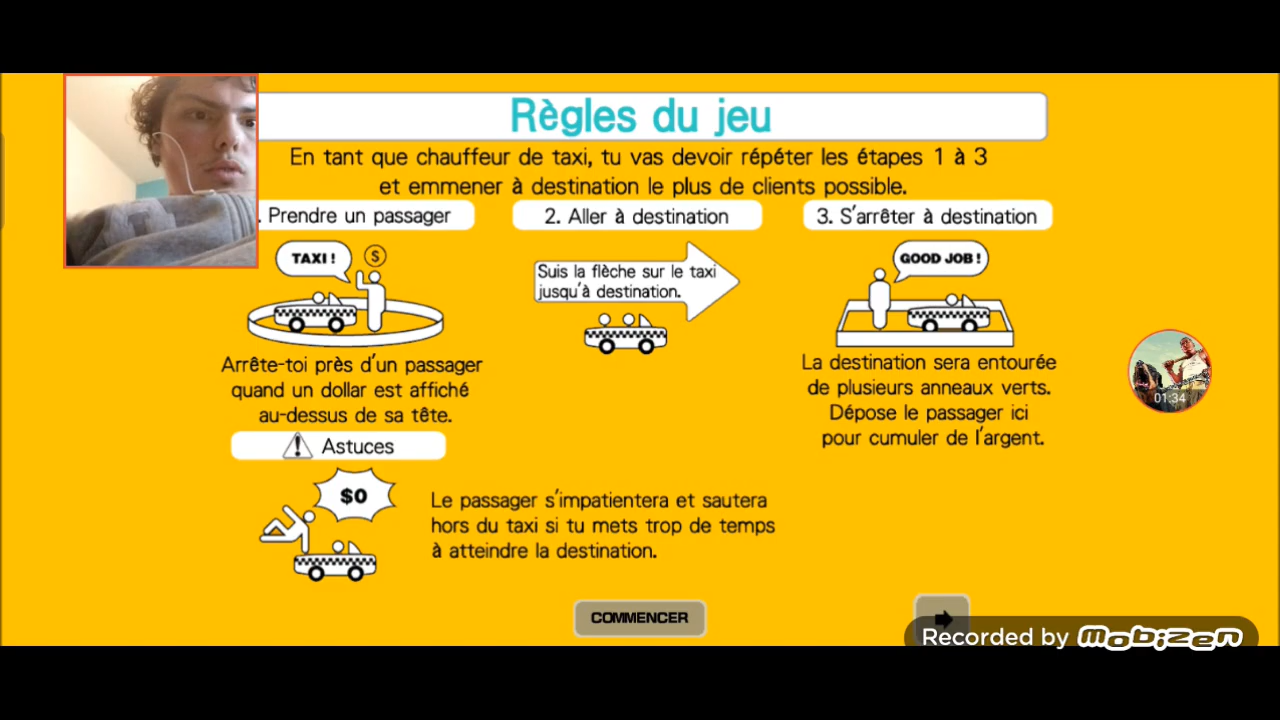 Règles du jeu
En tant que chauffeur de taxi, tu vas devoir répéter les étapes 1 à 3
et emmener à destination le plus de clients possible.
. Prendre un passager
2. Aller à destination
3. S'arrêter à destination
TAXI !
$
Suis la flèche sur le taxi
jusqu'à destination.
GOOD JOB !
Arrête-toi près d'un passager
quand un dollar est affiché
au-dessus de sa tête.
La destination sera entourée
de plusieurs anneaux verts.
Dépose le passager ici
pour cumuler de l'argent.
01:34
! Astuces
$0
Le passager s'impatientera et sautera
hors du taxi si tu mets trop de temps
à atteindre la destination.
COMMENCER
Recorded by mobizen